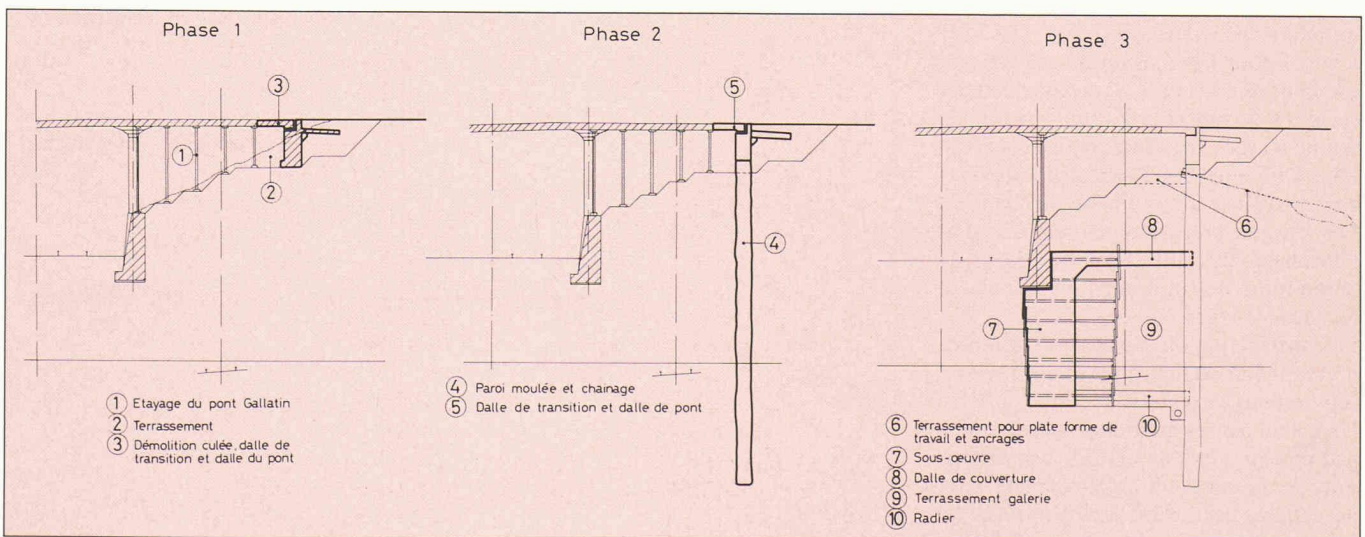 Phase 1
③
①
②
① Etayage du pont Gallatin
② Terrassement
③ Démolition culée, dalle de
transition et dalle du pont
Phase 2
⑤
④
④ Paroi moulée et chainage
⑤ Dalle de transition et dalle de pont
Phase 3
⑥
⑧
⑦
⑨
⑩
⑥ Terrassement pour plate forme de
travail et ancrages
⑦ Sous-œuvre
⑧ Dalle de couverture
⑨ Terrassement galerie
⑩ Radier